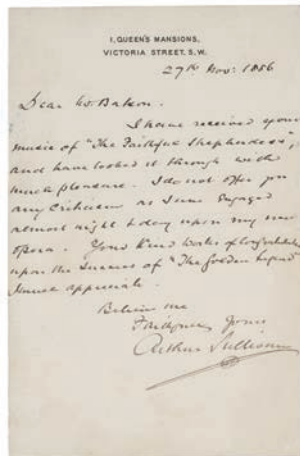 1, QUEEN'S MANSIONS,
VICTORIA STREET, S.W.
27th Nov: 1886
Dear Mr Batson.
I have received your
music of "The Faithful Shepherdess",
and have looked it through with
much pleasure. I do not offer you
any Criticism as I am engaged
almost night & day upon my new
opera. Your kind words of congratulation
upon the success of "The Golden Legend"
I much appreciate.
Believe me
Faithfully Yours
Arthur Sullivan